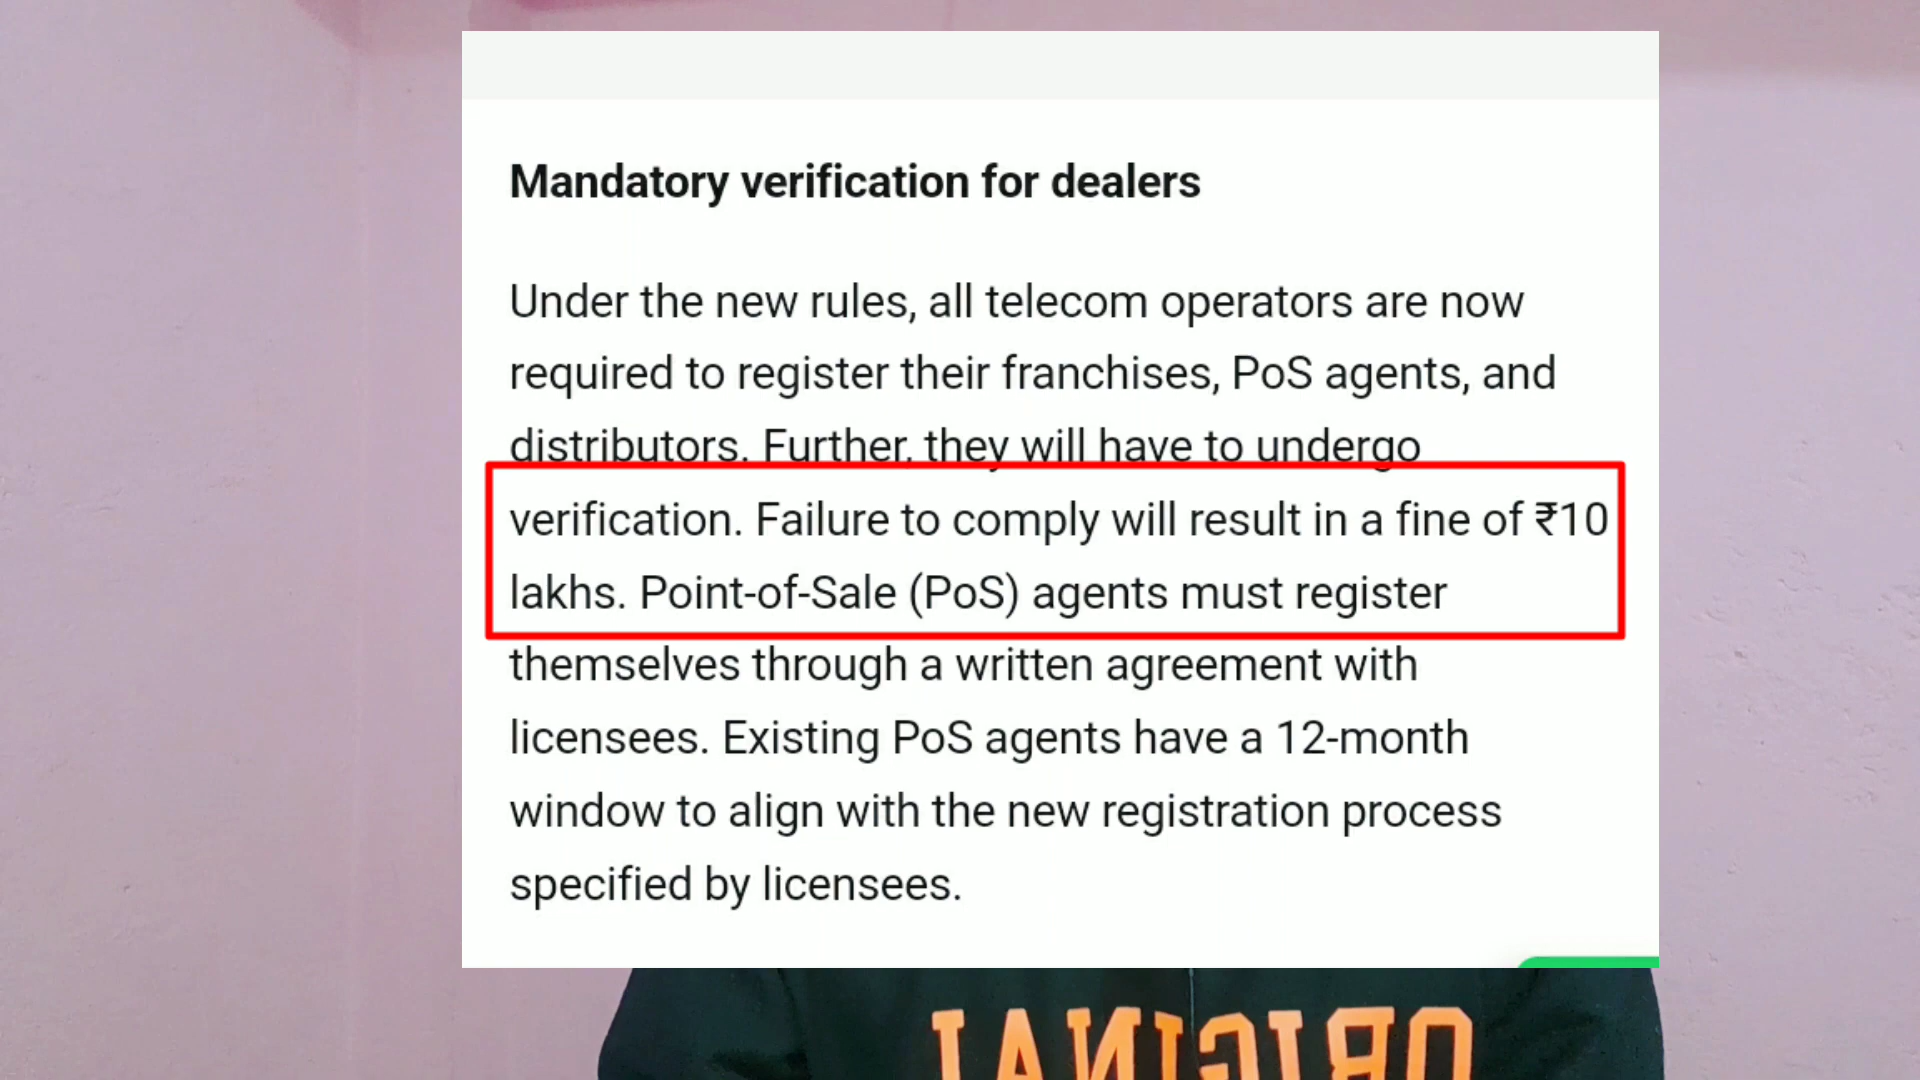 Mandatory verification for dealers
Under the new rules, all telecom operators are now
required to register their franchises, PoS agents, and
distributors. Further, they will have to undergo
verification. Failure to comply will result in a fine of ₹10
lakhs. Point-of-Sale (PoS) agents must register
themselves through a written agreement with
licensees. Existing PoS agents have a 12-month
window to align with the new registration process
specified by licensees.
ORIGINAL